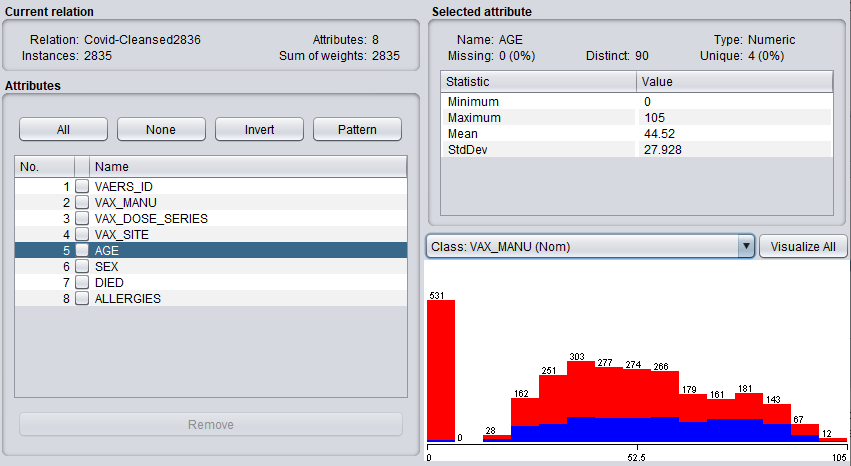 Current relation
Relation: Covid-Cleansed2836 Attributes: 8
Instances: 2835 Sum of weights: 2835
Attributes
All None Invert Pattern
No. Name
1 VAERS_ID
2 VAX_MANU
3 VAX_DOSE_SERIES
4 VAX_SITE
5 AGE
6 SEX
7 DIED
8 ALLERGIES
Remove
Selected attribute
Name: AGE Type: Numeric
Missing: 0 (0%) Distinct: 90 Unique: 4 (0%)
Statistic Value
Minimum 0
Maximum 105
Mean 44.52
StdDev 27.928
Class: VAX_MANU (Nom) Visualize All
531
0
28
162
251
303
277
274
266
179
161
181
143
67
12
0 52.5 105